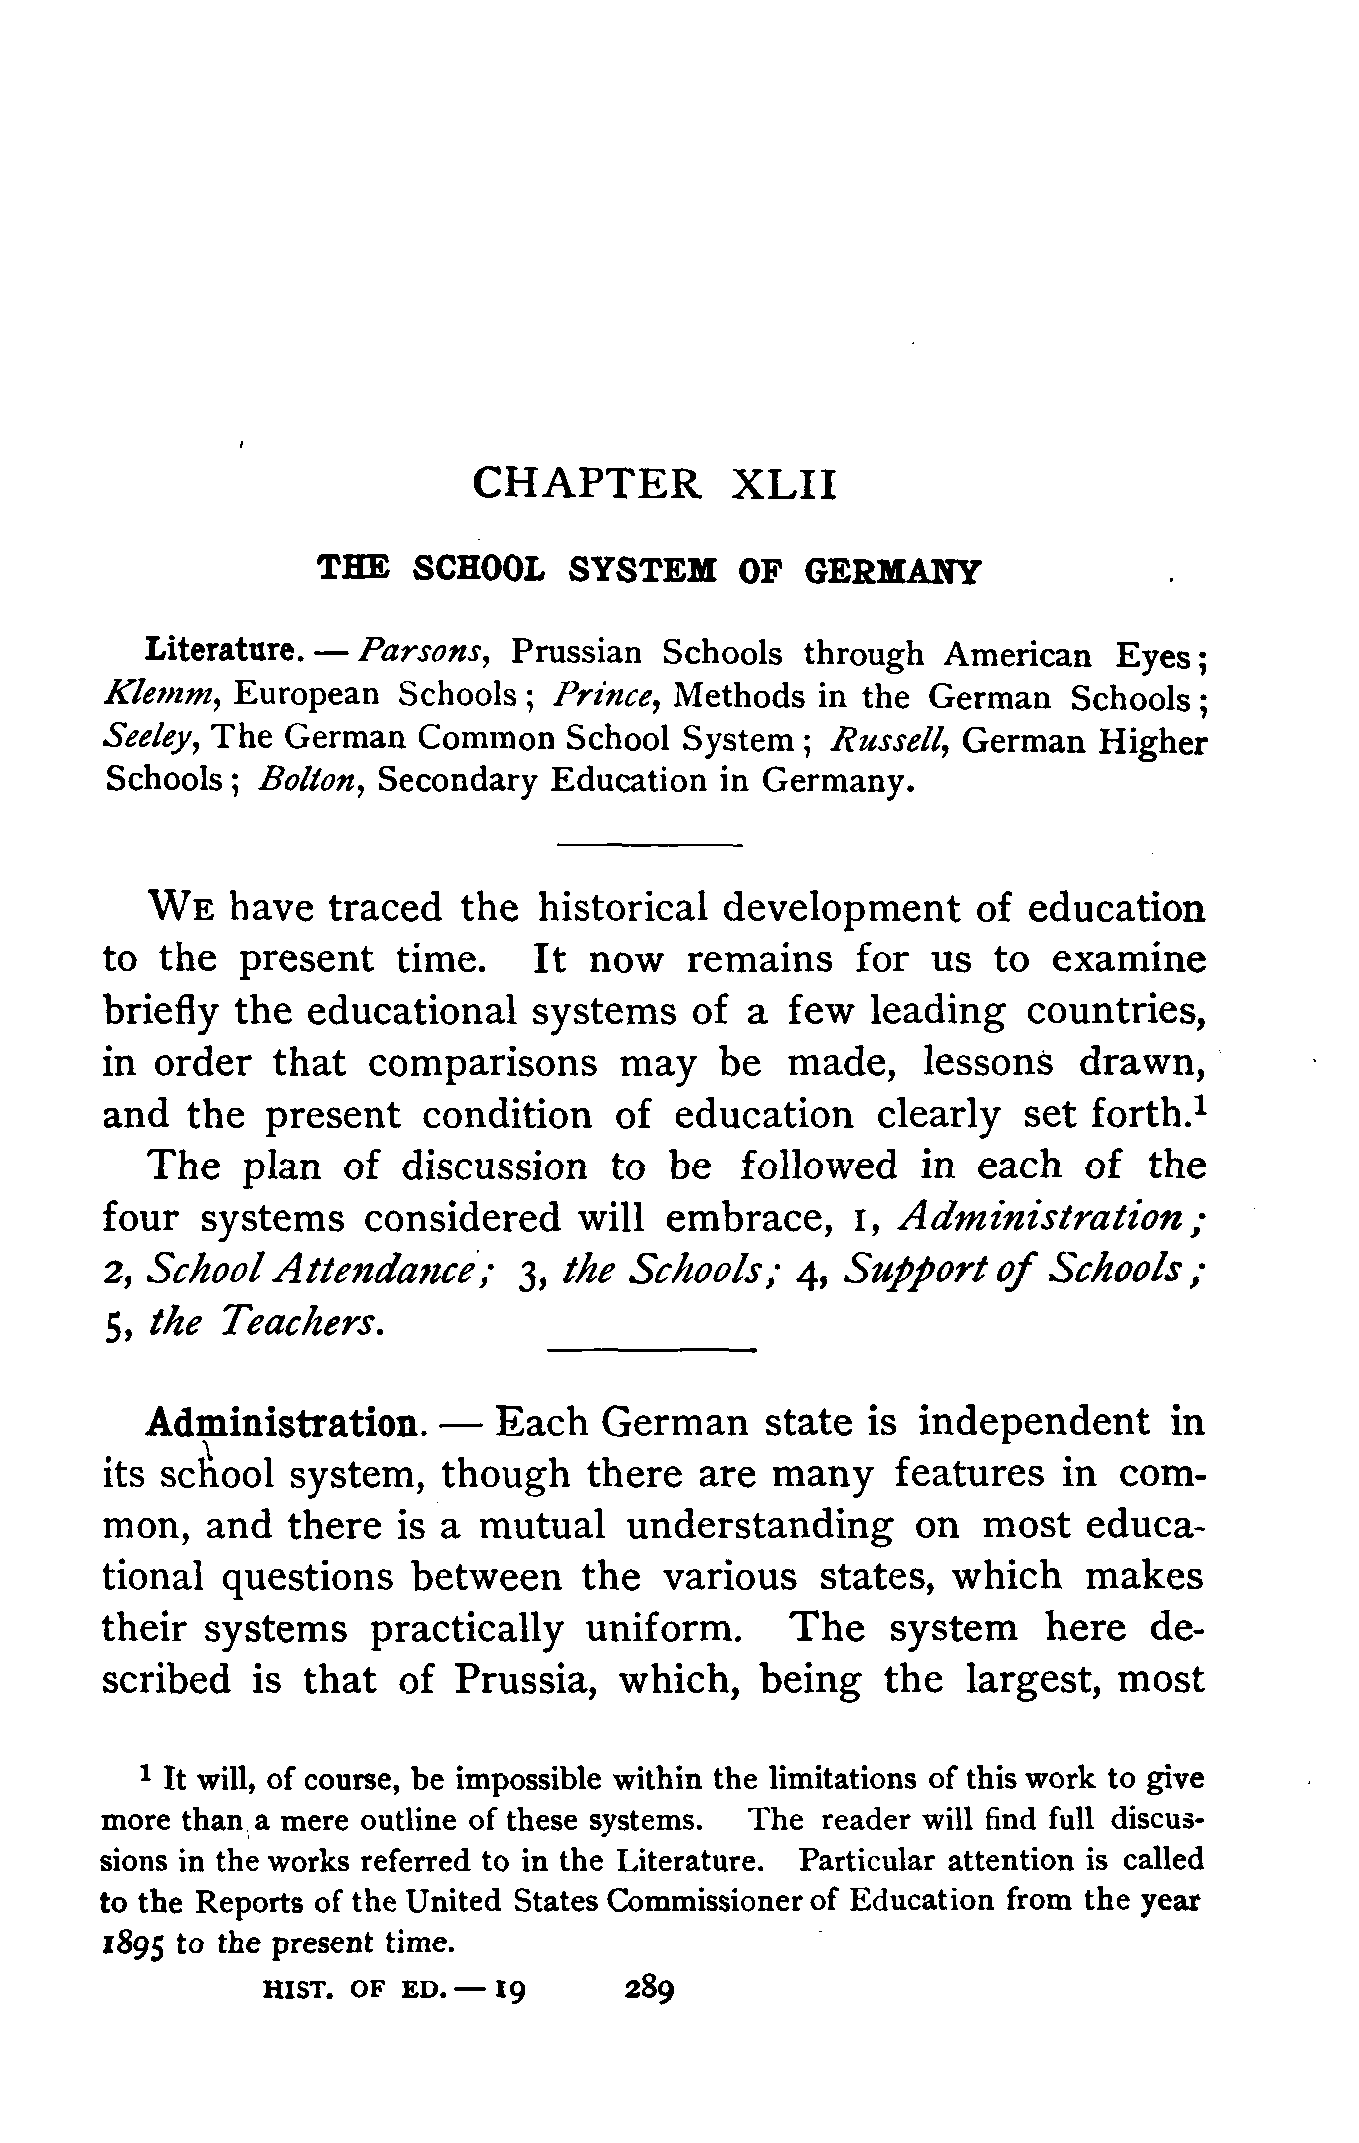 CHAPTER XLII
THE SCHOOL SYSTEM OF GERMANY
Literature. — Parsons, Prussian Schools through American Eyes;
Klemm, European Schools; Prince, Methods in the German Schools;
Seeley, The German Common School System; Russell, German Higher
Schools; Bolton, Secondary Education in Germany.
WE have traced the historical development of education
to the present time. It now remains for us to examine
briefly the educational systems of a few leading countries,
in order that comparisons may be made, lessons drawn,
and the present condition of education clearly set forth.¹
The plan of discussion to be followed in each of the
four systems considered will embrace, 1, Administration;
2, School Attendance; 3, the Schools; 4, Support of Schools;
5, the Teachers.
Administration. — Each German state is independent in
its school system, though there are many features in com-
mon, and there is a mutual understanding on most educa-
tional questions between the various states, which makes
their systems practically uniform. The system here de-
scribed is that of Prussia, which, being the largest, most
¹ It will, of course, be impossible within the limitations of this work to give
more than a mere outline of these systems. The reader will find full discus-
sions in the works referred to in the Literature. Particular attention is called
to the Reports of the United States Commissioner of Education from the year
1895 to the present time.
HIST. OF ED. — 19 289